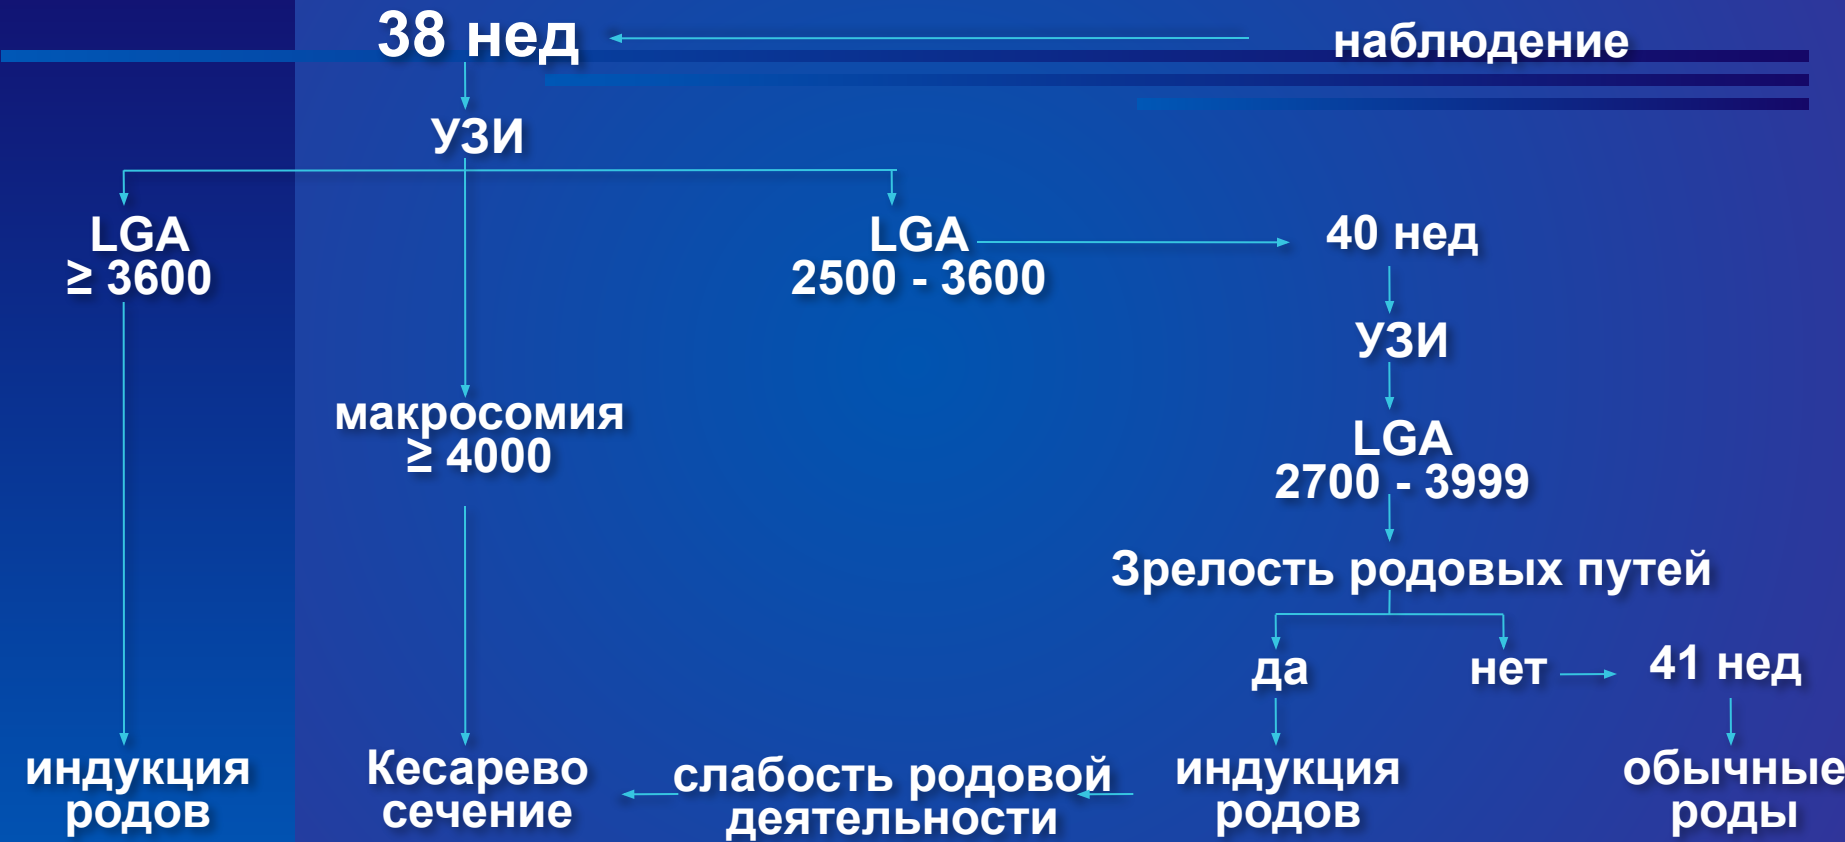 38 нед
наблюдение
УЗИ
LGA
≥ 3600
LGA
2500 - 3600
40 нед
УЗИ
макросомия
≥ 4000
LGA
2700 - 3999
Зрелость родовых путей
да
нет
41 нед
индукция
родов
Кесарево
сечение
слабость родовой
деятельности
индукция
родов
обычные
роды